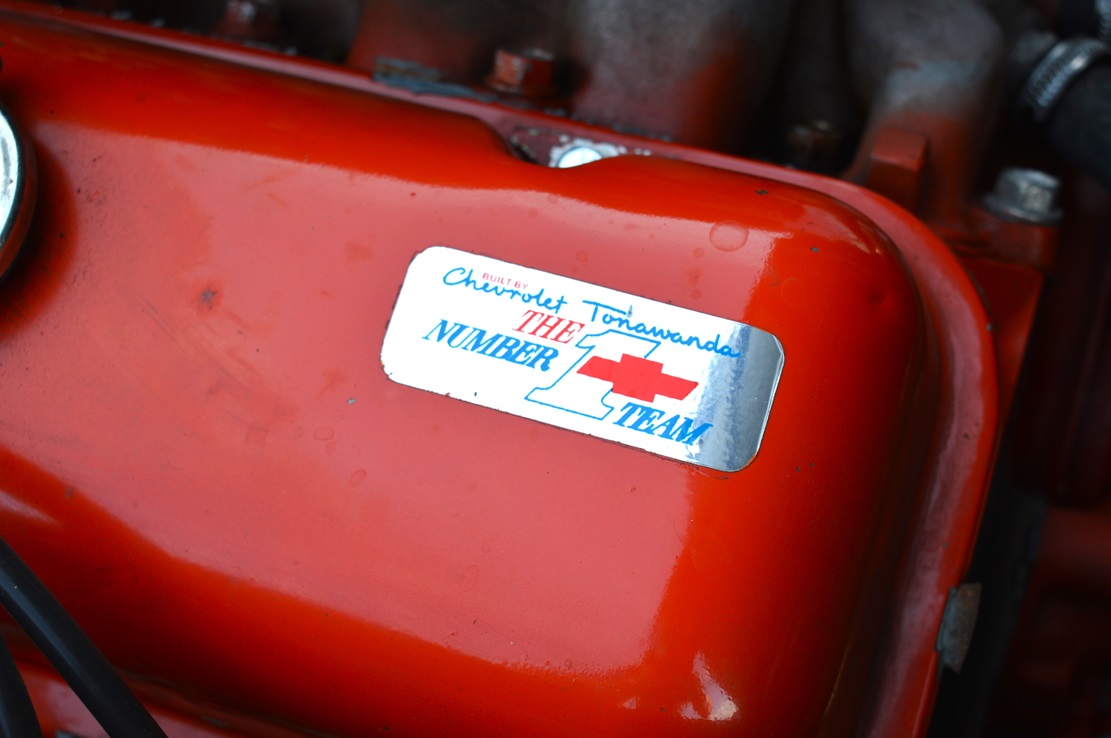 BUILT BY
Chevrolet Tonawanda
THE
NUMBER 1
TEAM